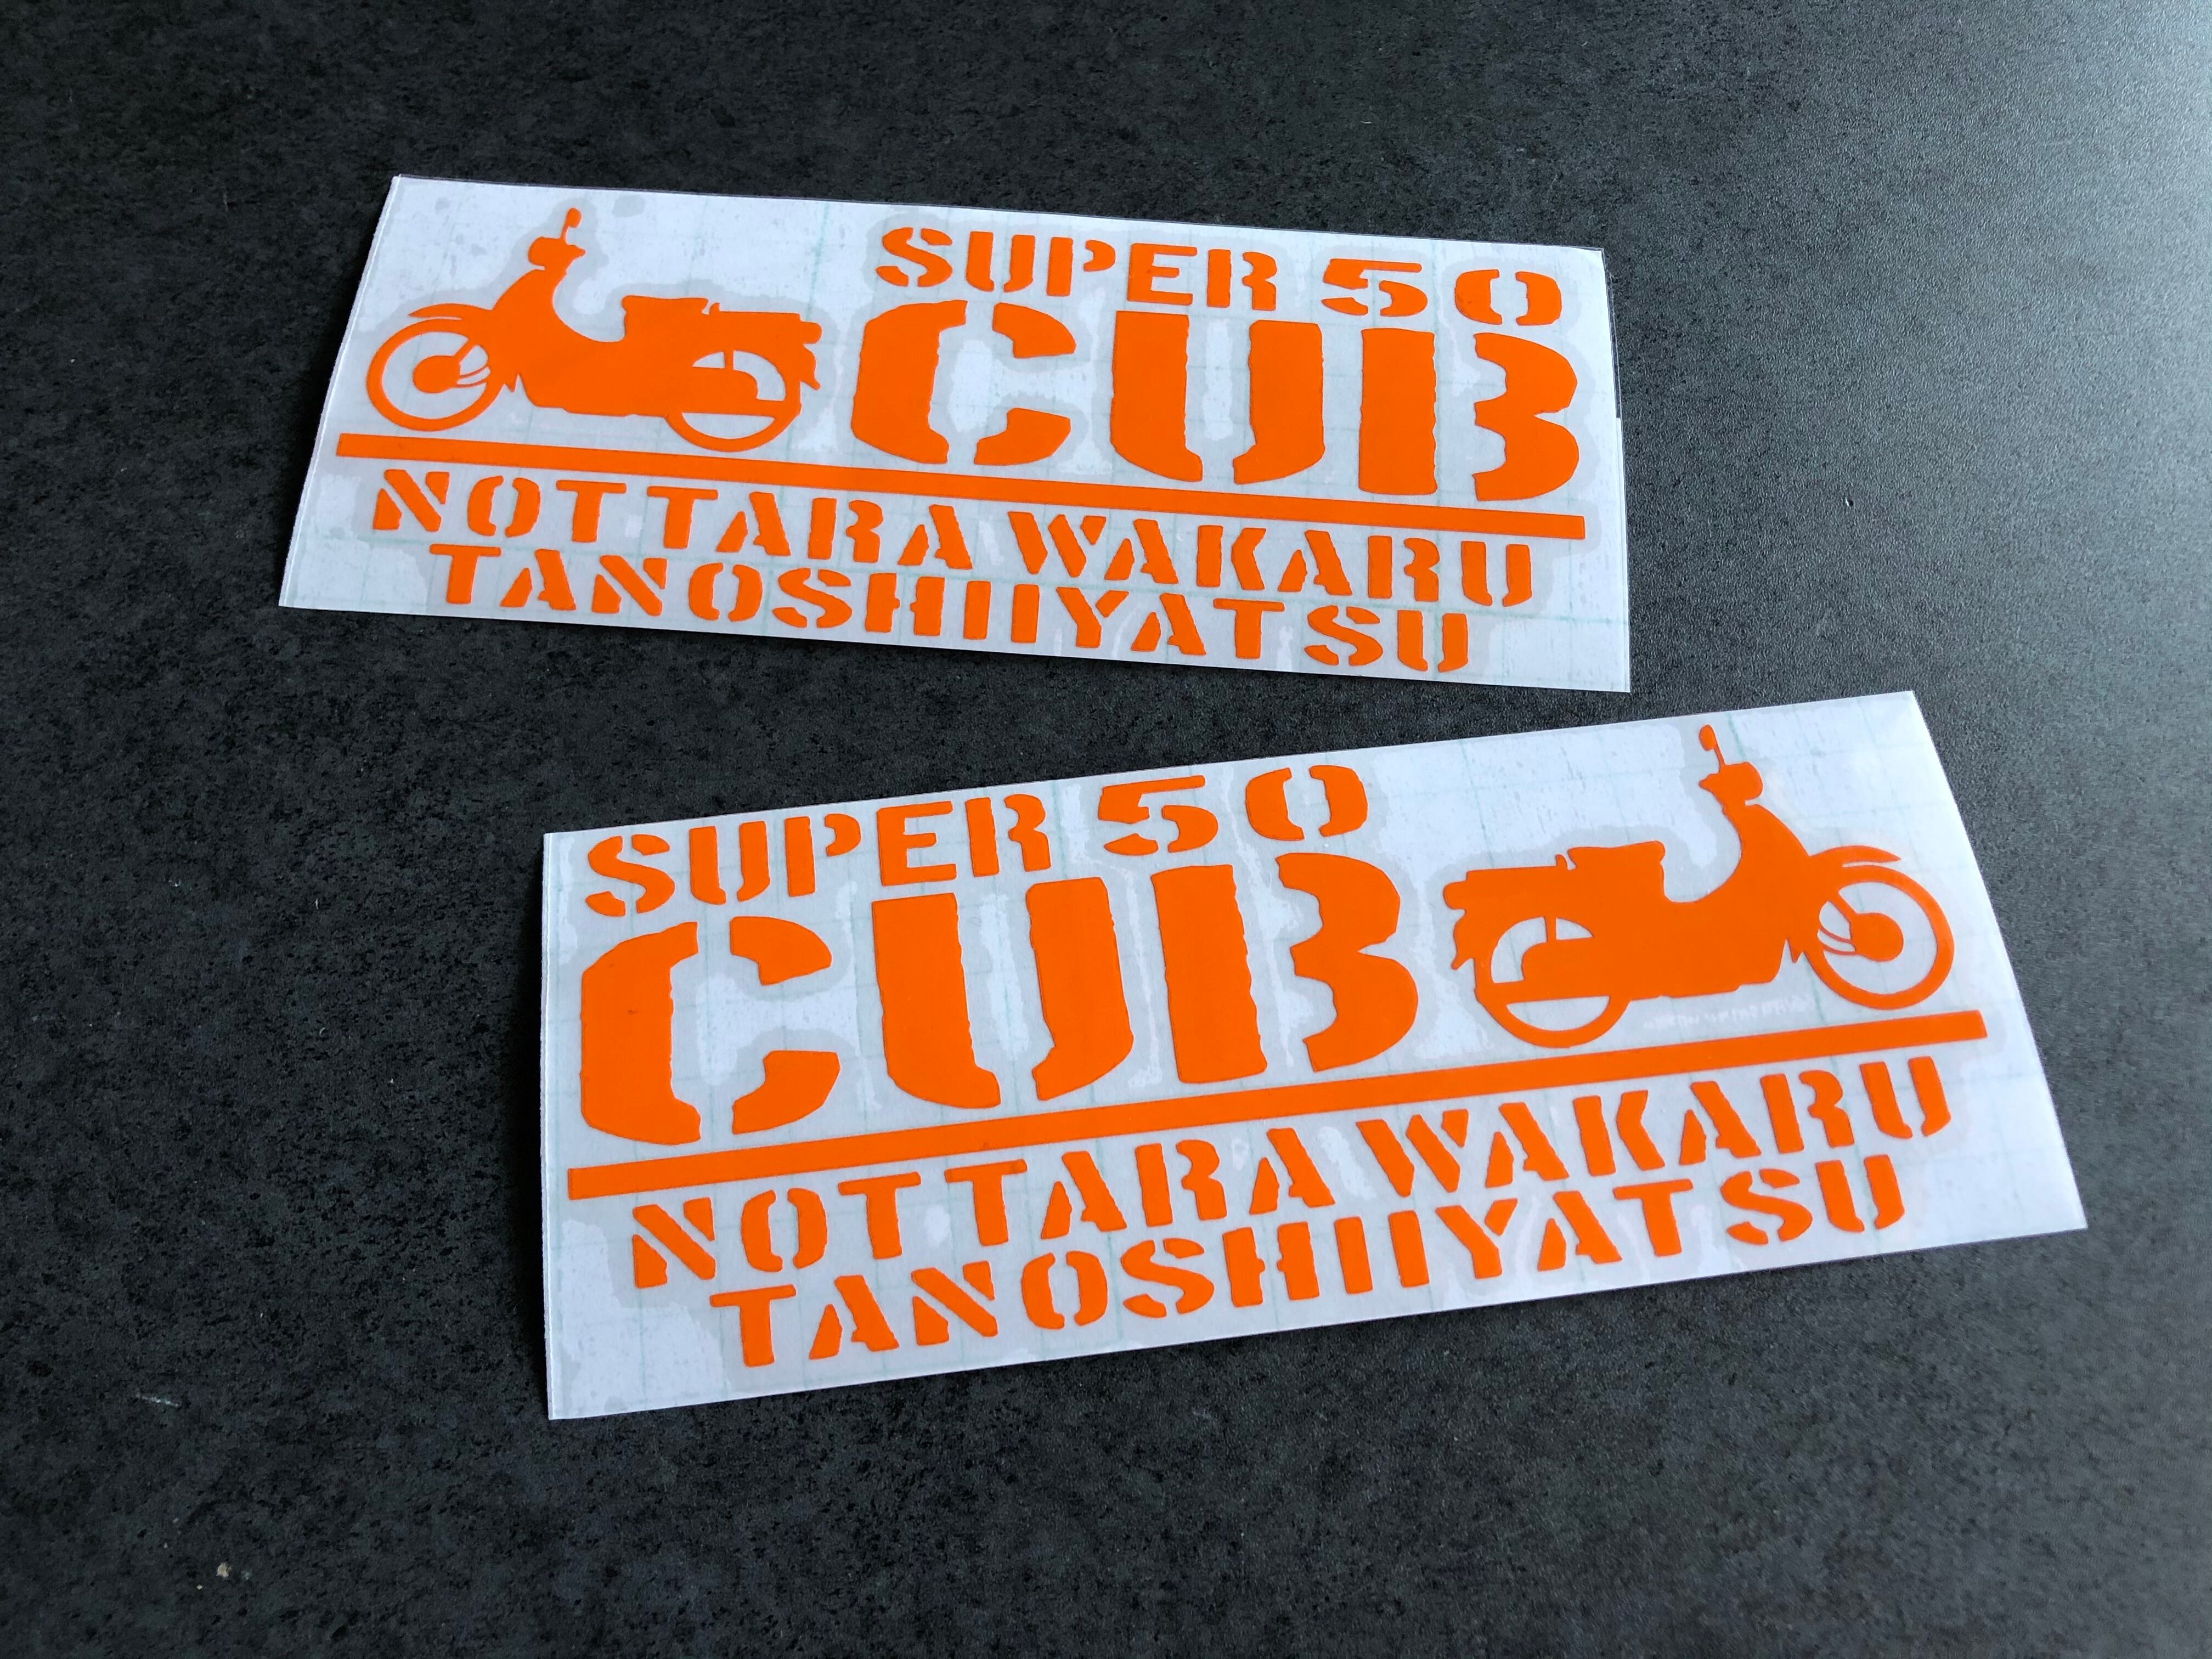 SUPER 50
CUB
NOTTARA WAKARU
TANOSHIIYATSU
SUPER 50
CUB
NOTTARA WAKARU
TANOSHIIYATSU